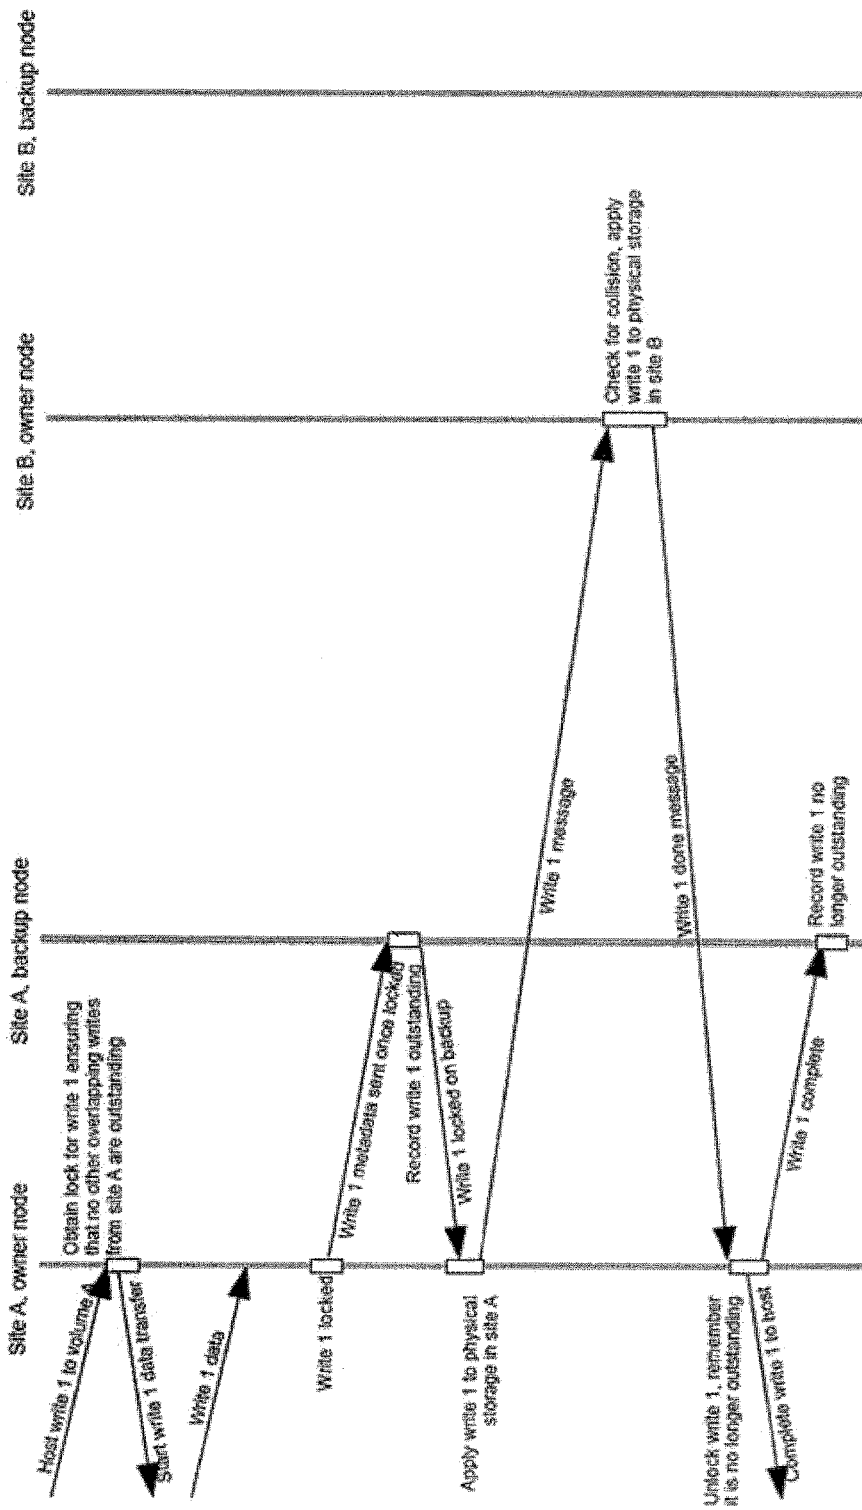 Site A, owner node
Site A, backup node
Site B, owner node
Site B, backup node
Host write 1 to volume A
Obtain lock for write 1 ensuring
that no other overlapping writes
from site A are outstanding
Start write 1 data transfer
Write 1 data
Write 1 locked
Write 1 metadata sent once locked
Record write 1 outstanding
Write 1 locked on backup
Apply write 1 to physical
storage in site A
Write 1 message
Check for collision, apply
write 1 to physical storage
in site B
Write 1 done message
Unlock write 1, remember
it is no longer outstanding
Complete write 1 to host
Write 1 complete
Record write 1 no
longer outstanding